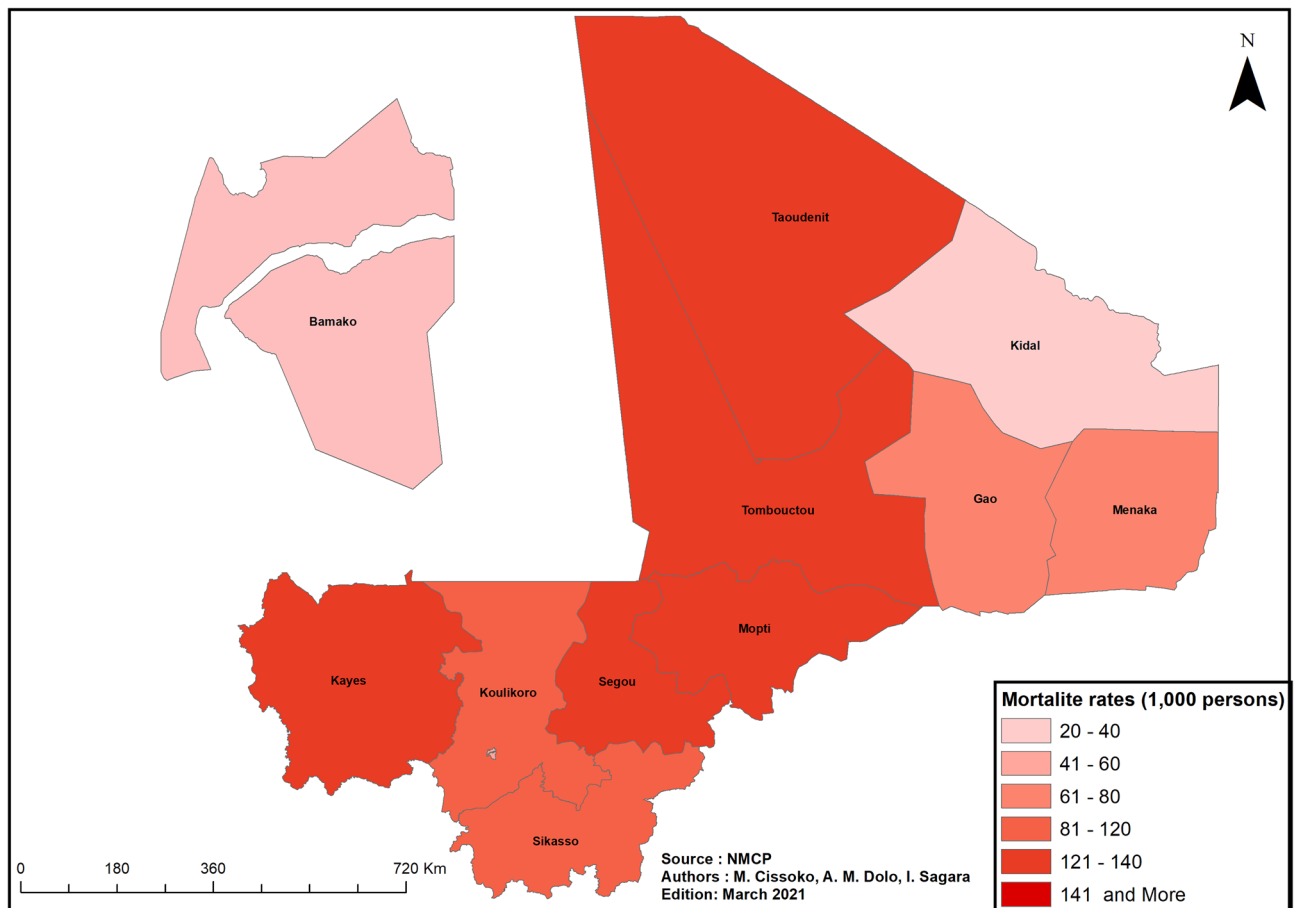 N
Taoudenit
Bamako
Kidal
Gao
Menaka
Tombouctou
Mopti
Kayes
Segou
Koulikoro
Sikasso
Mortalite rates (1,000 persons)
20 - 40
41 - 60
61 - 80
81 - 120
121 - 140
141 and More
0 180 360 720 Km
Source : NMCP
Authors : M. Cissoko, A. M. Dolo, I. Sagara
Edition: March 2021